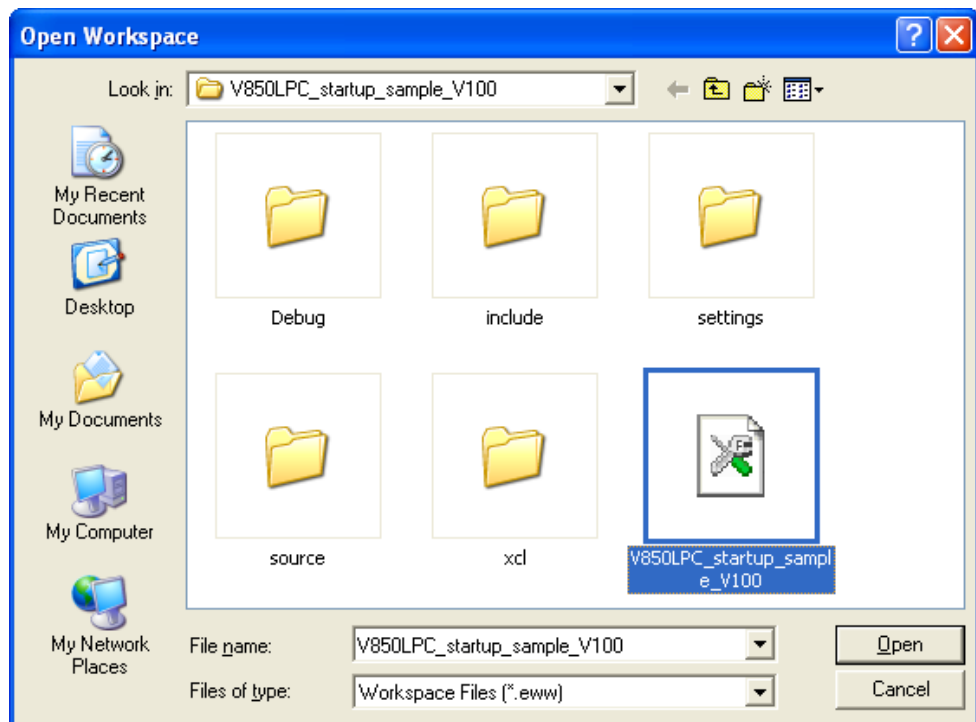 Open Workspace
Look in: V850LPC_startup_sample_V100
My Recent
Documents
Desktop
My Documents
My Computer
My Network
Places
Debug include settings
source xcl V850LPC_startup_sampl
e_V100
File name: V850LPC_startup_sample_V100 Open
Files of type: Workspace Files (*.eww) Cancel